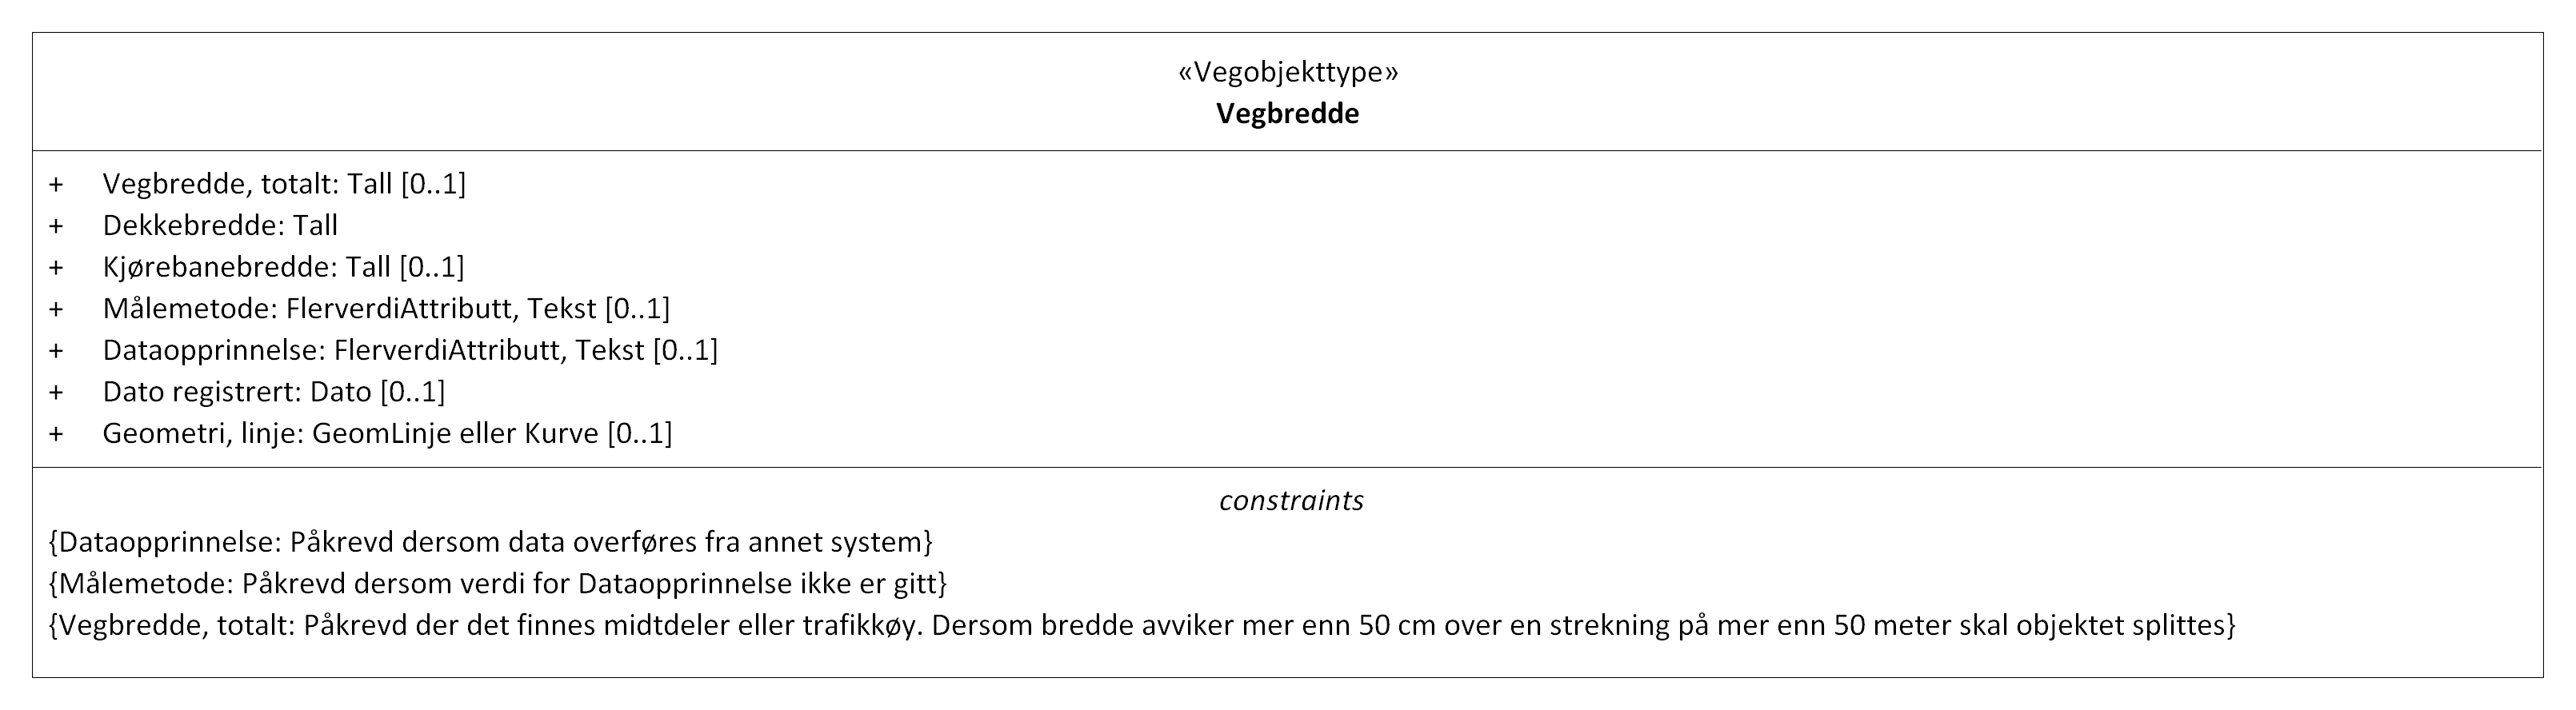 «Vegobjekttype»
Vegbredde
+ Vegbredde, totalt: Tall [0..1]
+ Dekkebredde: Tall
+ Kjørebanebredde: Tall [0..1]
+ Målemetode: FlerverdiAttributt, Tekst [0..1]
+ Dataopprinnelse: FlerverdiAttributt, Tekst [0..1]
+ Dato registrert: Dato [0..1]
+ Geometri, linje: GeomLinje eller Kurve [0..1]
constraints
{Dataopprinnelse: Påkrevd dersom data overføres fra annet system}
{Målemetode: Påkrevd dersom verdi for Dataopprinnelse ikke er gitt}
{Vegbredde, totalt: Påkrevd der det finnes midtdeler eller trafikkøy. Dersom bredde avviker mer enn 50 cm over en strekning på mer enn 50 meter skal objektet splittes}